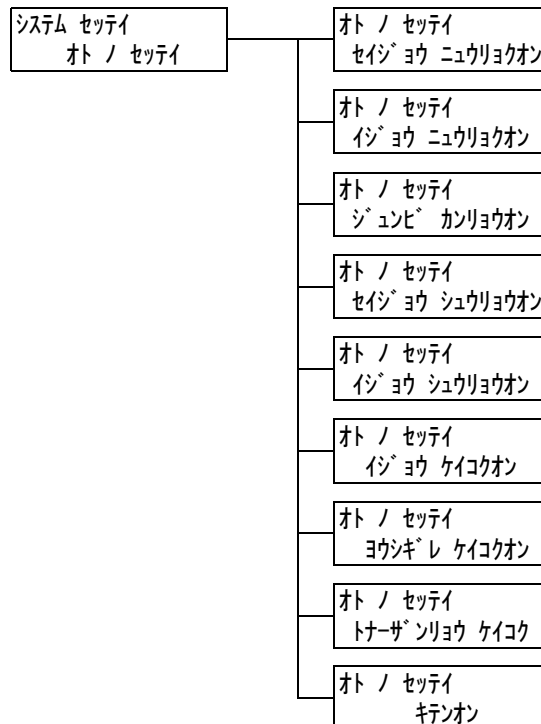 システム セッテイ
オト ノ セッテイ
オト ノ セッテイ
セイジョウ ニュウリョクオン
オト ノ セッテイ
イジョウ ニュウリョクオン
オト ノ セッテイ
ジュンビ カンリョウオン
オト ノ セッテイ
セイジョウ シュウリョウオン
オト ノ セッテイ
イジョウ シュウリョウオン
オト ノ セッテイ
イジョウ ケイコクオン
オト ノ セッテイ
ヨウシギレ ケイコクオン
オト ノ セッテイ
トナーザンリョウ ケイコク
オト ノ セッテイ
キテンオン